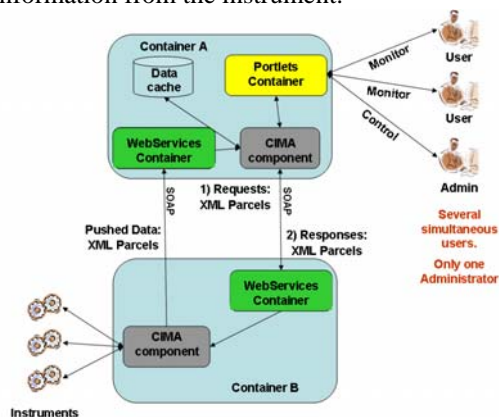 nformation from the instrument.
Container A
Data
cache
Portlets
Container
WebServices
Container
CIMA
component
Monitor
User
Monitor
User
Control
Admin
Several
simultaneous
users.
Only one
Administrator
SOAP
1) Requests:
XML Parcels
SOAP
Pushed Data:
XML Parcels
2) Responses:
XML Parcels
WebServices
Container
CIMA
component
Container B
Instruments